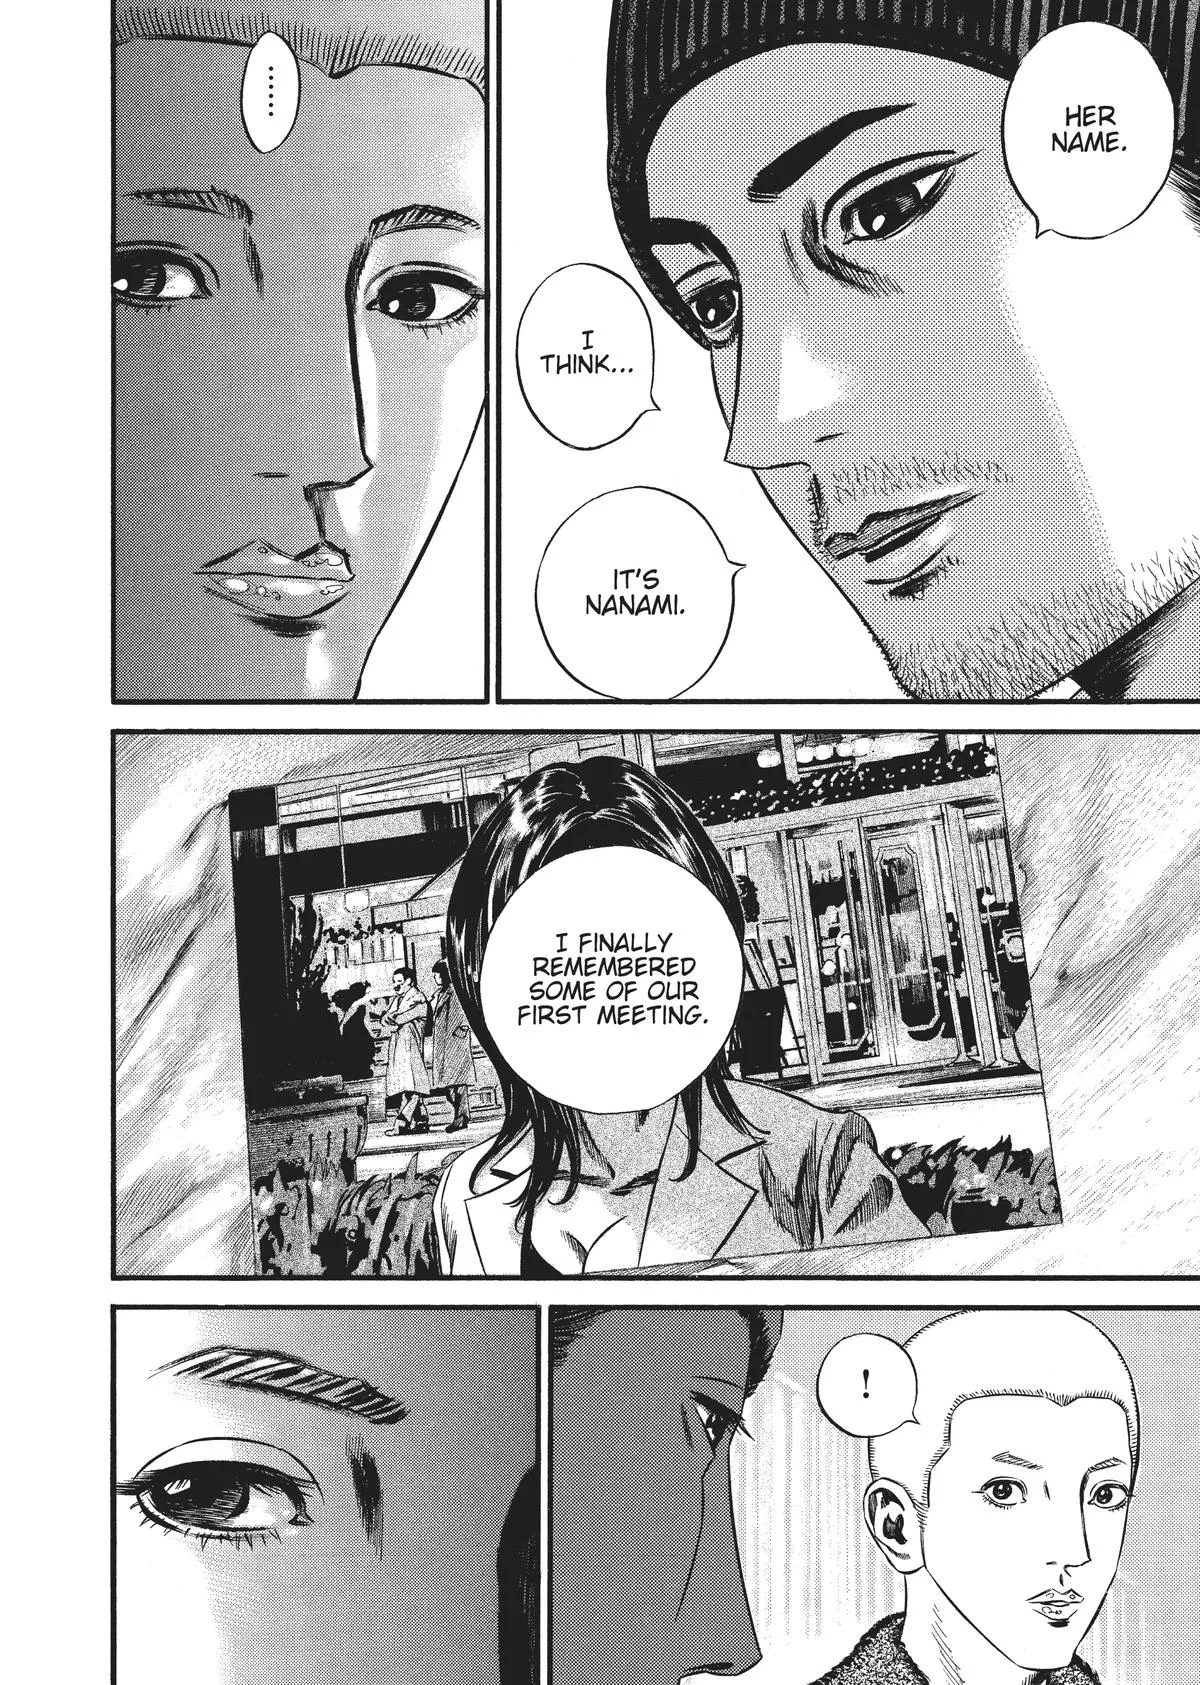 HER
NAME.
I
THINK...
IT'S
NANAMI.
........
I FINALLY
REMEMBERED
SOME OF OUR
FIRST MEETING.
!